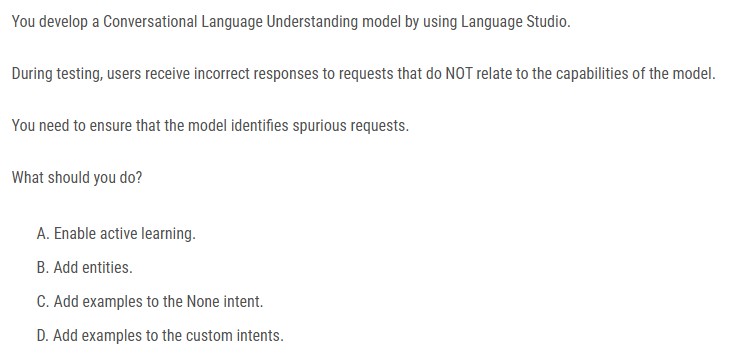 You develop a Conversational Language Understanding model by using Language Studio.
During testing, users receive incorrect responses to requests that do NOT relate to the capabilities of the model.
You need to ensure that the model identifies spurious requests.
What should you do?
A. Enable active learning.
B. Add entities.
C. Add examples to the None intent.
D. Add examples to the custom intents.